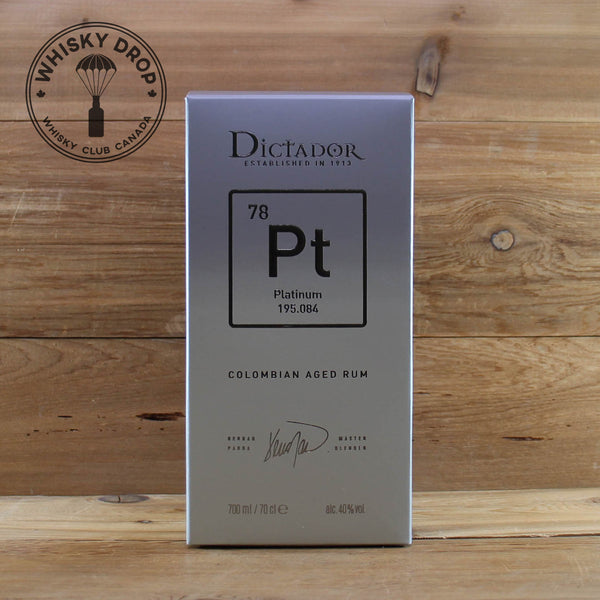 WHISKY DROP
WHISKY CLUB CANADA
DICTADOR
ESTABLISHED IN 1913
78
Pt
Platinum
195.084
COLOMBIAN AGED RUM
HERNAN PARRA
MASTER BLENDER
700 ml / 70 cl ℮
alc. 40% vol.